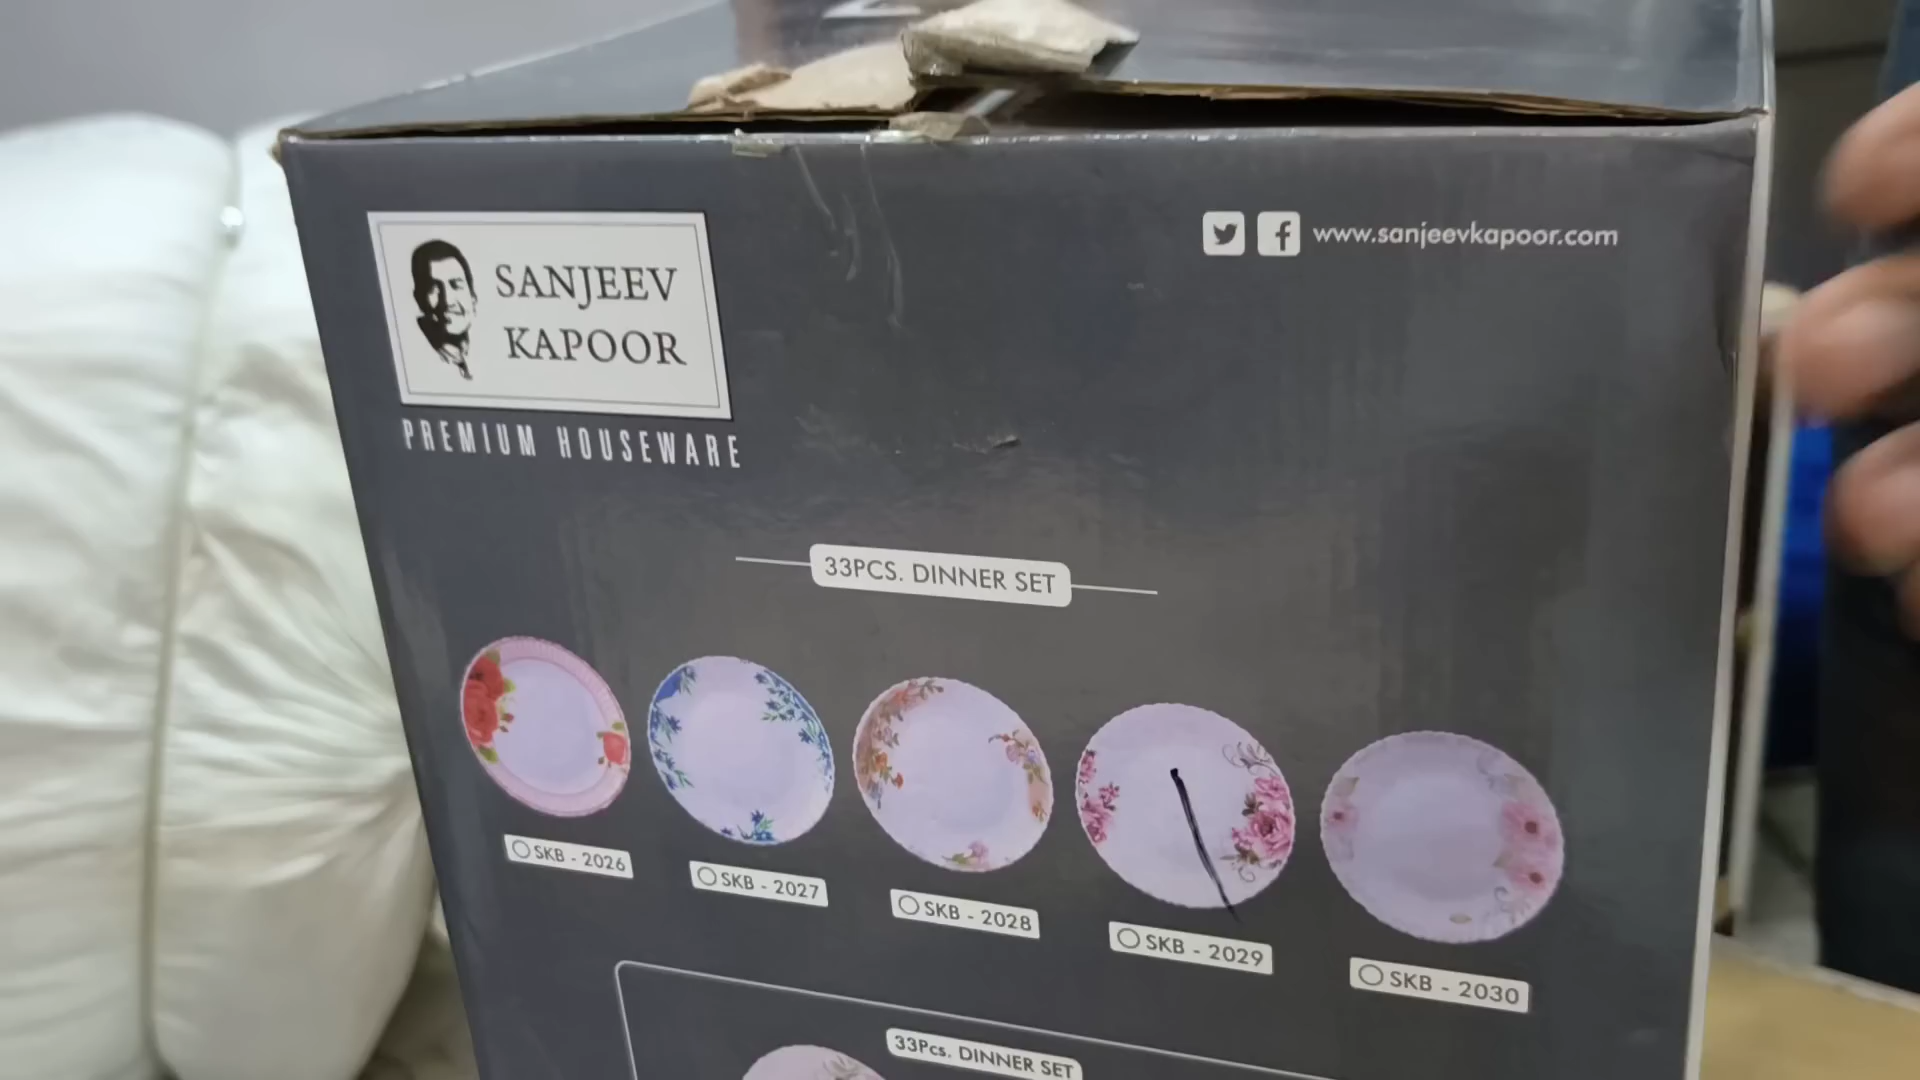 SANJEEV
KAPOOR
PREMIUM HOUSEWARE
www.sanjeevkapoor.com
33PCS. DINNER SET
SKB - 2026
SKB - 2027
SKB - 2028
SKB - 2029
SKB - 2030
33Pcs. DINNER SET